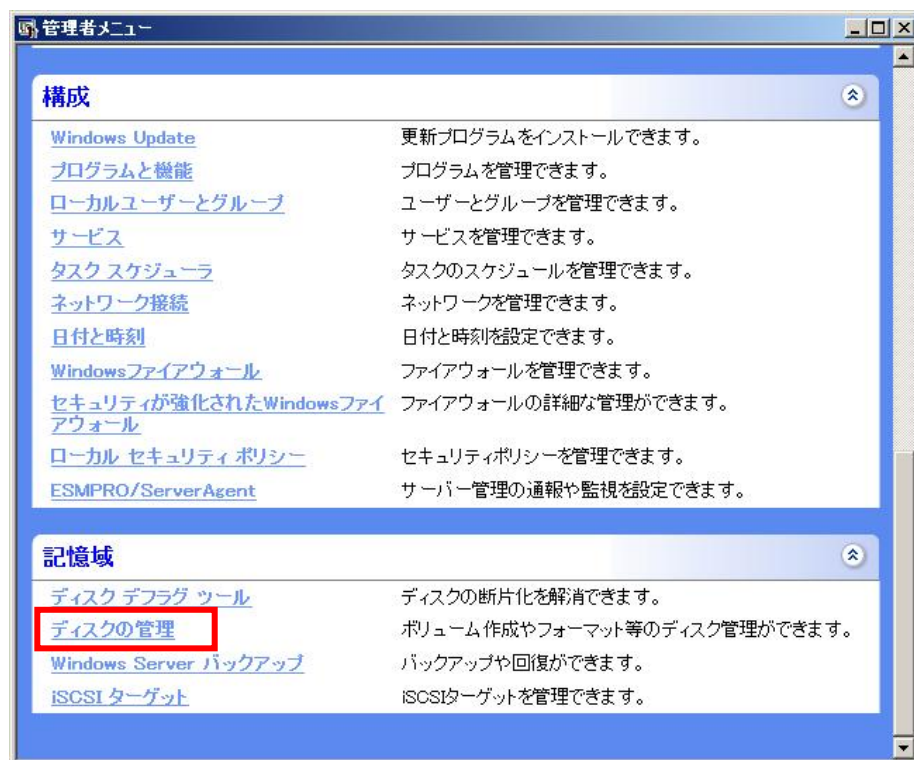 管理者メニュー
構成
Windows Update 更新プログラムをインストールできます。
プログラムと機能 プログラムを管理できます。
ローカルユーザーとグループ ユーザーとグループを管理できます。
サービス サービスを管理できます。
タスク スケジューラ タスクのスケジュールを管理できます。
ネットワーク接続 ネットワークを管理できます。
日付と時刻 日付と時刻を設定できます。
Windowsファイアウォール ファイアウォールを管理できます。
セキュリティが強化されたWindowsファイ ファイアウォールの詳細な管理ができます。
アウォール
ローカル セキュリティ ポリシー セキュリティポリシーを管理できます。
ESMPRO/ServerAgent サーバー管理の通報や監視を設定できます。
記憶域
ディスク デフラグ ツール ディスクの断片化を解消できます。
ディスクの管理 ボリューム作成やフォーマット等のディスク管理ができます。
Windows Server バックアップ バックアップや回復ができます。
iSCSI ターゲット iSCSIターゲットを管理できます。